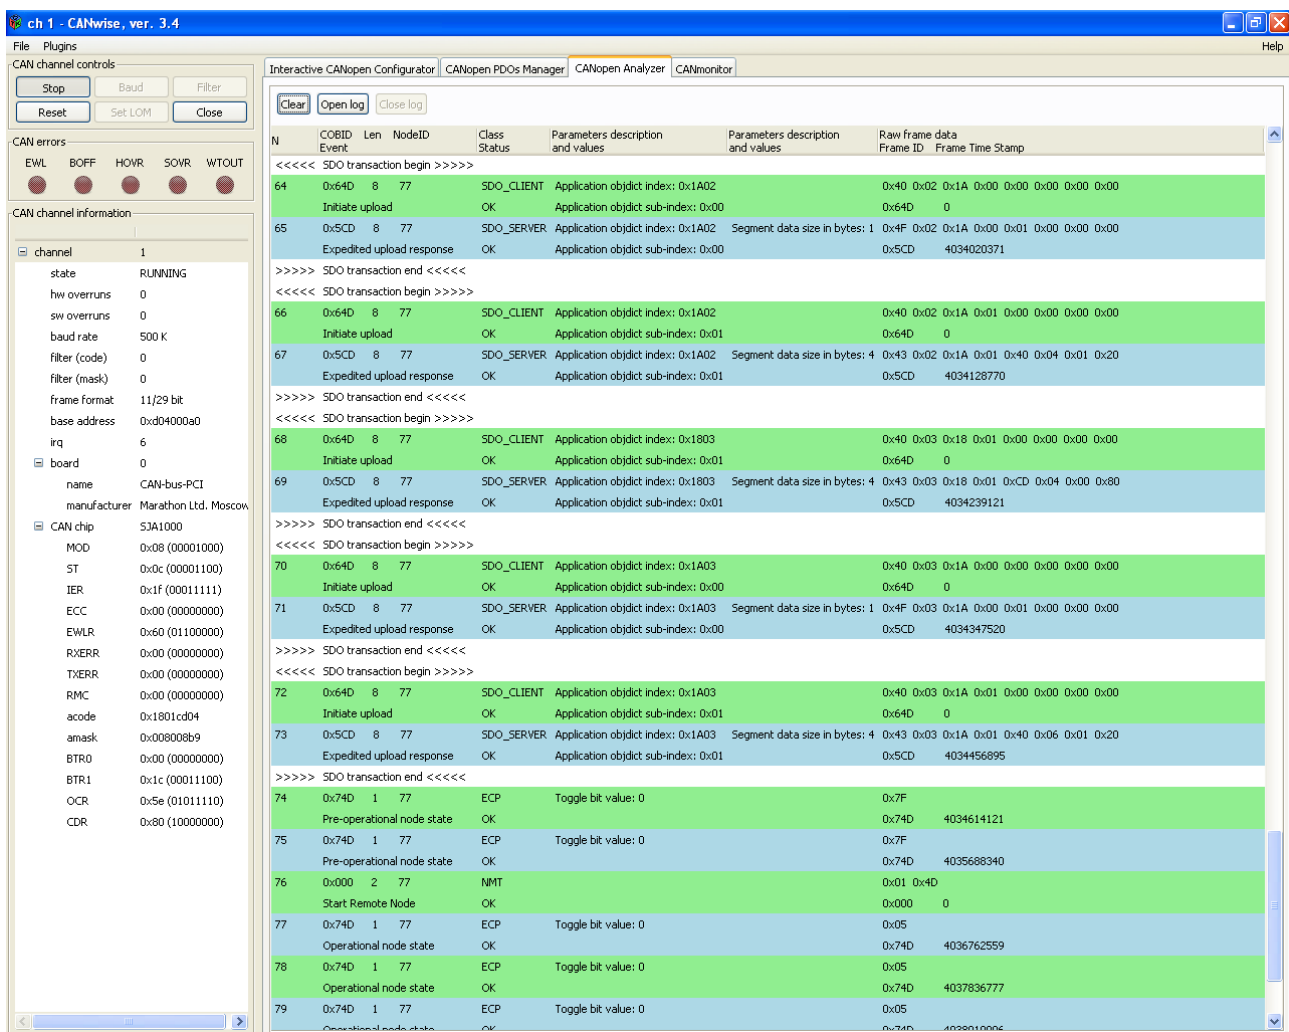 ch 1 - CANwise, ver. 3.4
File Plugins Help
CAN channel controls
Stop Baud Filter
Reset Set LOM Close
CAN errors
EWL BOFF HOVR SOVR WTOUT
CAN channel information
channel 1
state RUNNING
hw overruns 0
sw overruns 0
baud rate 500 K
filter (code) 0
filter (mask) 0
frame format 11/29 bit
base address 0xd04000a0
irq 6
board 0
name CAN-bus-PCI
manufacturer Marathon Ltd. Moscow
CAN chip SJA1000
MOD 0x08 (00001000)
ST 0x0c (00001100)
IER 0x1f (00011111)
ECC 0x00 (00000000)
EWLR 0x60 (01100000)
RXERR 0x00 (00000000)
TXERR 0x00 (00000000)
RMC 0x00 (00000000)
acode 0x1801cd04
amask 0x008008b9
BTR0 0x00 (00000000)
BTR1 0x1c (00011100)
OCR 0x5e (01011110)
CDR 0x80 (10000000)
Interactive CANopen Configurator CANopen PDOs Manager CANopen Analyzer CANmonitor
Clear Open log Close log
N COBID Len NodeID Class Parameters description Parameters description Raw frame data
Event Status and values and values Frame ID Frame Time Stamp
<<<<< SDO transaction begin >>>>>
64 0x64D 8 77 SDO_CLIENT Application objdict index: 0x1A02 0x40 0x02 0x1A 0x00 0x00 0x00 0x00 0x00
Initiate upload OK Application objdict sub-index: 0x00 0x64D 0
65 0x5CD 8 77 SDO_SERVER Application objdict index: 0x1A02 Segment data size in bytes: 1 0x4F 0x02 0x1A 0x00 0x01 0x00 0x00 0x00
Expedited upload response OK Application objdict sub-index: 0x00 0x5CD 4034020371
>>>>> SDO transaction end <<<<<
<<<<< SDO transaction begin >>>>>
66 0x64D 8 77 SDO_CLIENT Application objdict index: 0x1A02 0x40 0x02 0x1A 0x01 0x00 0x00 0x00 0x00
Initiate upload OK Application objdict sub-index: 0x01 0x64D 0
67 0x5CD 8 77 SDO_SERVER Application objdict index: 0x1A02 Segment data size in bytes: 4 0x43 0x02 0x1A 0x01 0x40 0x04 0x01 0x20
Expedited upload response OK Application objdict sub-index: 0x01 0x5CD 4034128770
>>>>> SDO transaction end <<<<<
<<<<< SDO transaction begin >>>>>
68 0x64D 8 77 SDO_CLIENT Application objdict index: 0x1803 0x40 0x03 0x18 0x01 0x00 0x00 0x00 0x00
Initiate upload OK Application objdict sub-index: 0x01 0x64D 0
69 0x5CD 8 77 SDO_SERVER Application objdict index: 0x1803 Segment data size in bytes: 4 0x43 0x03 0x18 0x01 0xCD 0x04 0x00 0x80
Expedited upload response OK Application objdict sub-index: 0x01 0x5CD 4034239121
>>>>> SDO transaction end <<<<<
<<<<< SDO transaction begin >>>>>
70 0x64D 8 77 SDO_CLIENT Application objdict index: 0x1A03 0x40 0x03 0x1A 0x00 0x00 0x00 0x00 0x00
Initiate upload OK Application objdict sub-index: 0x00 0x64D 0
71 0x5CD 8 77 SDO_SERVER Application objdict index: 0x1A03 Segment data size in bytes: 1 0x4F 0x03 0x1A 0x00 0x01 0x00 0x00 0x00
Expedited upload response OK Application objdict sub-index: 0x00 0x5CD 4034347520
>>>>> SDO transaction end <<<<<
<<<<< SDO transaction begin >>>>>
72 0x64D 8 77 SDO_CLIENT Application objdict index: 0x1A03 0x40 0x03 0x1A 0x01 0x00 0x00 0x00 0x00
Initiate upload OK Application objdict sub-index: 0x01 0x64D 0
73 0x5CD 8 77 SDO_SERVER Application objdict index: 0x1A03 Segment data size in bytes: 4 0x43 0x03 0x1A 0x01 0x40 0x06 0x01 0x20
Expedited upload response OK Application objdict sub-index: 0x01 0x5CD 4034456895
>>>>> SDO transaction end <<<<<
74 0x74D 1 77 ECP Toggle bit value: 0 0x7F
Pre-operational node state OK 0x74D 4034614121
75 0x74D 1 77 ECP Toggle bit value: 0 0x7F
Pre-operational node state OK 0x74D 4035688340
76 0x000 2 77 NMT 0x01 0x4D
Start Remote Node OK 0x000 0
77 0x74D 1 77 ECP Toggle bit value: 0 0x05
Operational node state OK 0x74D 4036762559
78 0x74D 1 77 ECP Toggle bit value: 0 0x05
Operational node state OK 0x74D 4037836777
79 0x74D 1 77 ECP Toggle bit value: 0 0x05
Operational node state OK 0x74D